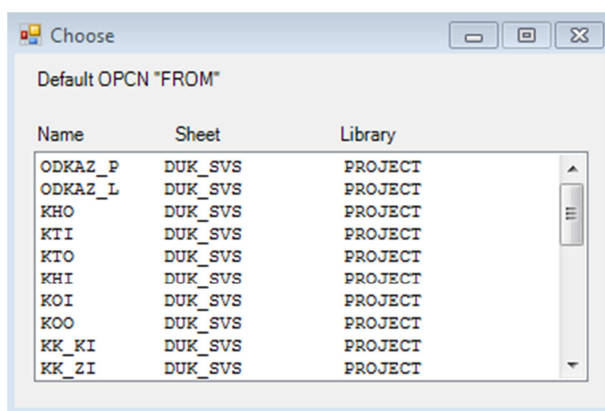 Choose
Default OPCN "FROM"
Name Sheet Library
ODKAZ_P DUK_SVS PROJECT
ODKAZ_L DUK_SVS PROJECT
KHO DUK_SVS PROJECT
KTI DUK_SVS PROJECT
KTO DUK_SVS PROJECT
KHI DUK_SVS PROJECT
KOI DUK_SVS PROJECT
KOO DUK_SVS PROJECT
KK_KI DUK_SVS PROJECT
KK_ZI DUK_SVS PROJECT